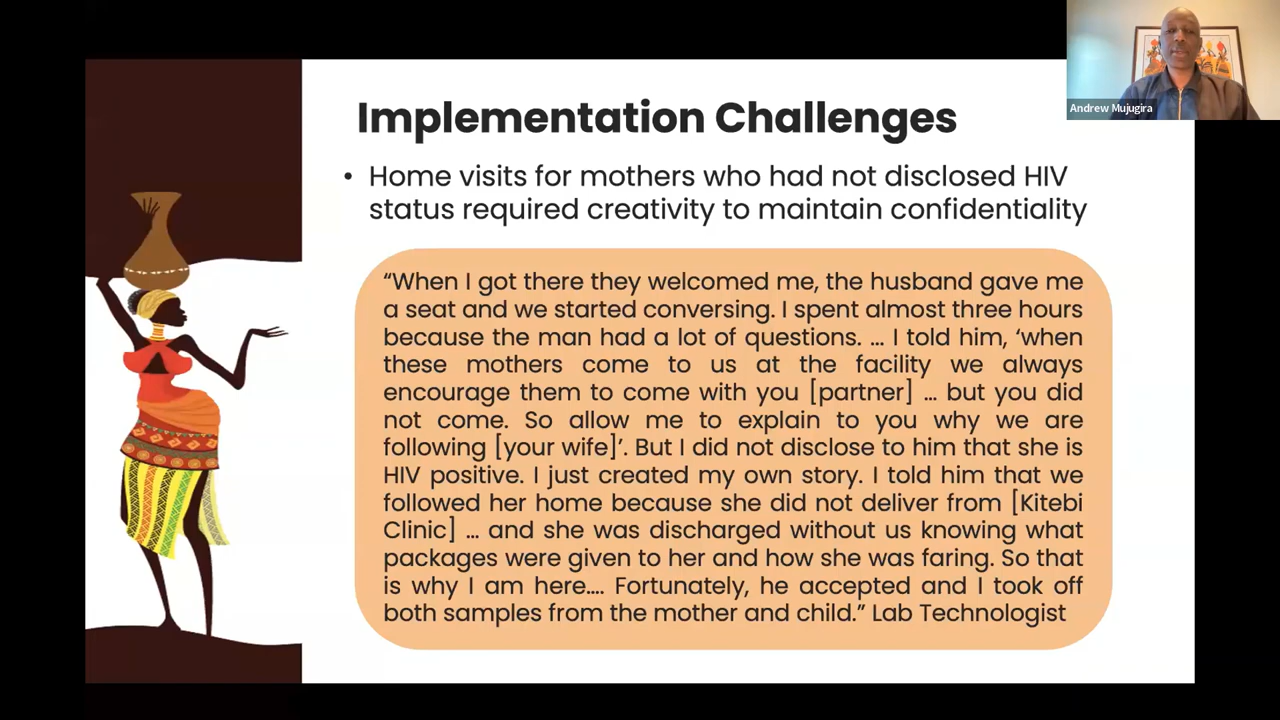 Andrew Mujugira
Implementation Challenges
• Home visits for mothers who had not disclosed HIV
status required creativity to maintain confidentiality
“When I got there they welcomed me, the husband gave me
a seat and we started conversing. I spent almost three hours
because the man had a lot of questions. ... I told him, ‘when
these mothers come to us at the facility we always
encourage them to come with you [partner] ... but you did
not come. So allow me to explain to you why we are
following [your wife]’. But I did not disclose to him that she is
HIV positive. I just created my own story. I told him that we
followed her home because she did not deliver from [Kitebi
Clinic] ... and she was discharged without us knowing what
packages were given to her and how she was faring. So that
is why I am here.... Fortunately, he accepted and I took off
both samples from the mother and child.” Lab Technologist